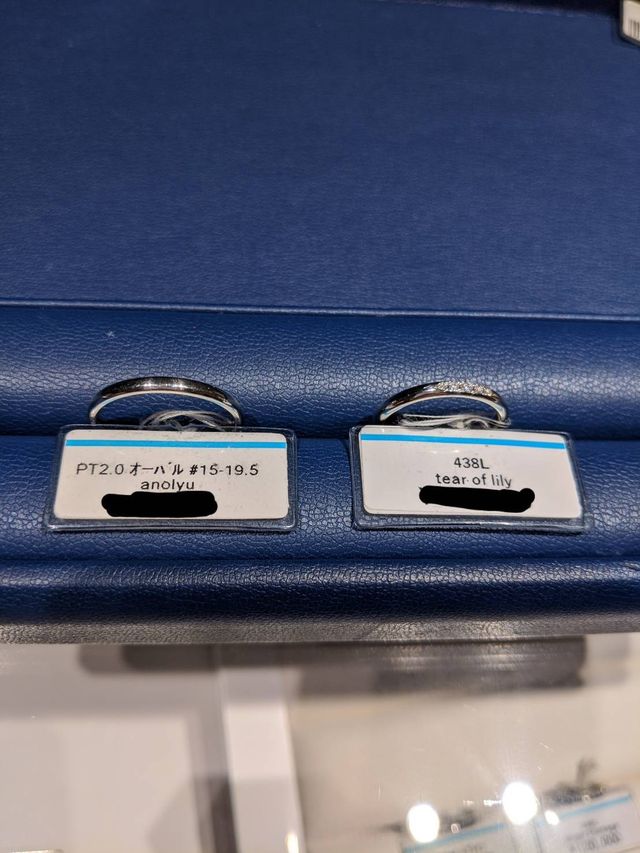 PT2.0 オーバル #15-19.5
anolyu
438L
tear of lily